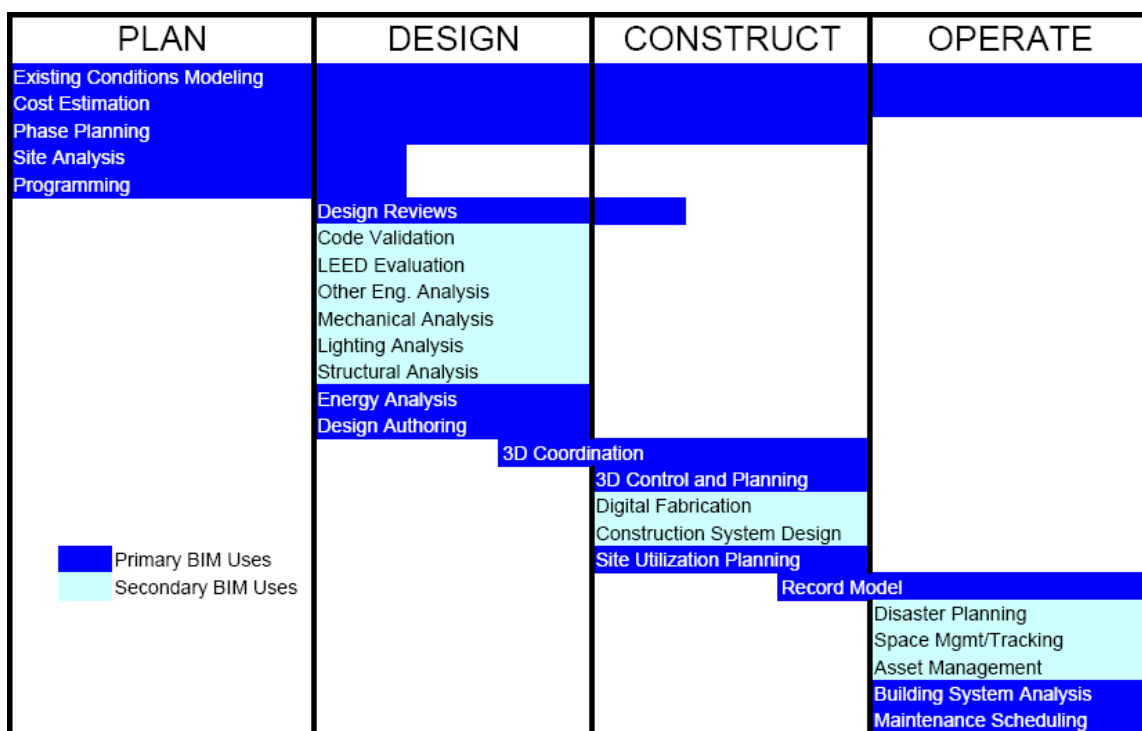 PLAN DESIGN CONSTRUCT OPERATE
Existing Conditions Modeling
Cost Estimation
Phase Planning
Site Analysis
Programming
Design Reviews
Code Validation
LEED Evaluation
Other Eng. Analysis
Mechanical Analysis
Lighting Analysis
Structural Analysis
Energy Analysis
Design Authoring
3D Coordination
3D Control and Planning
Digital Fabrication
Construction System Design
Site Utilization Planning
Primary BIM Uses
Secondary BIM Uses
Record Model
Disaster Planning
Space Mgmt/Tracking
Asset Management
Building System Analysis
Maintenance Scheduling